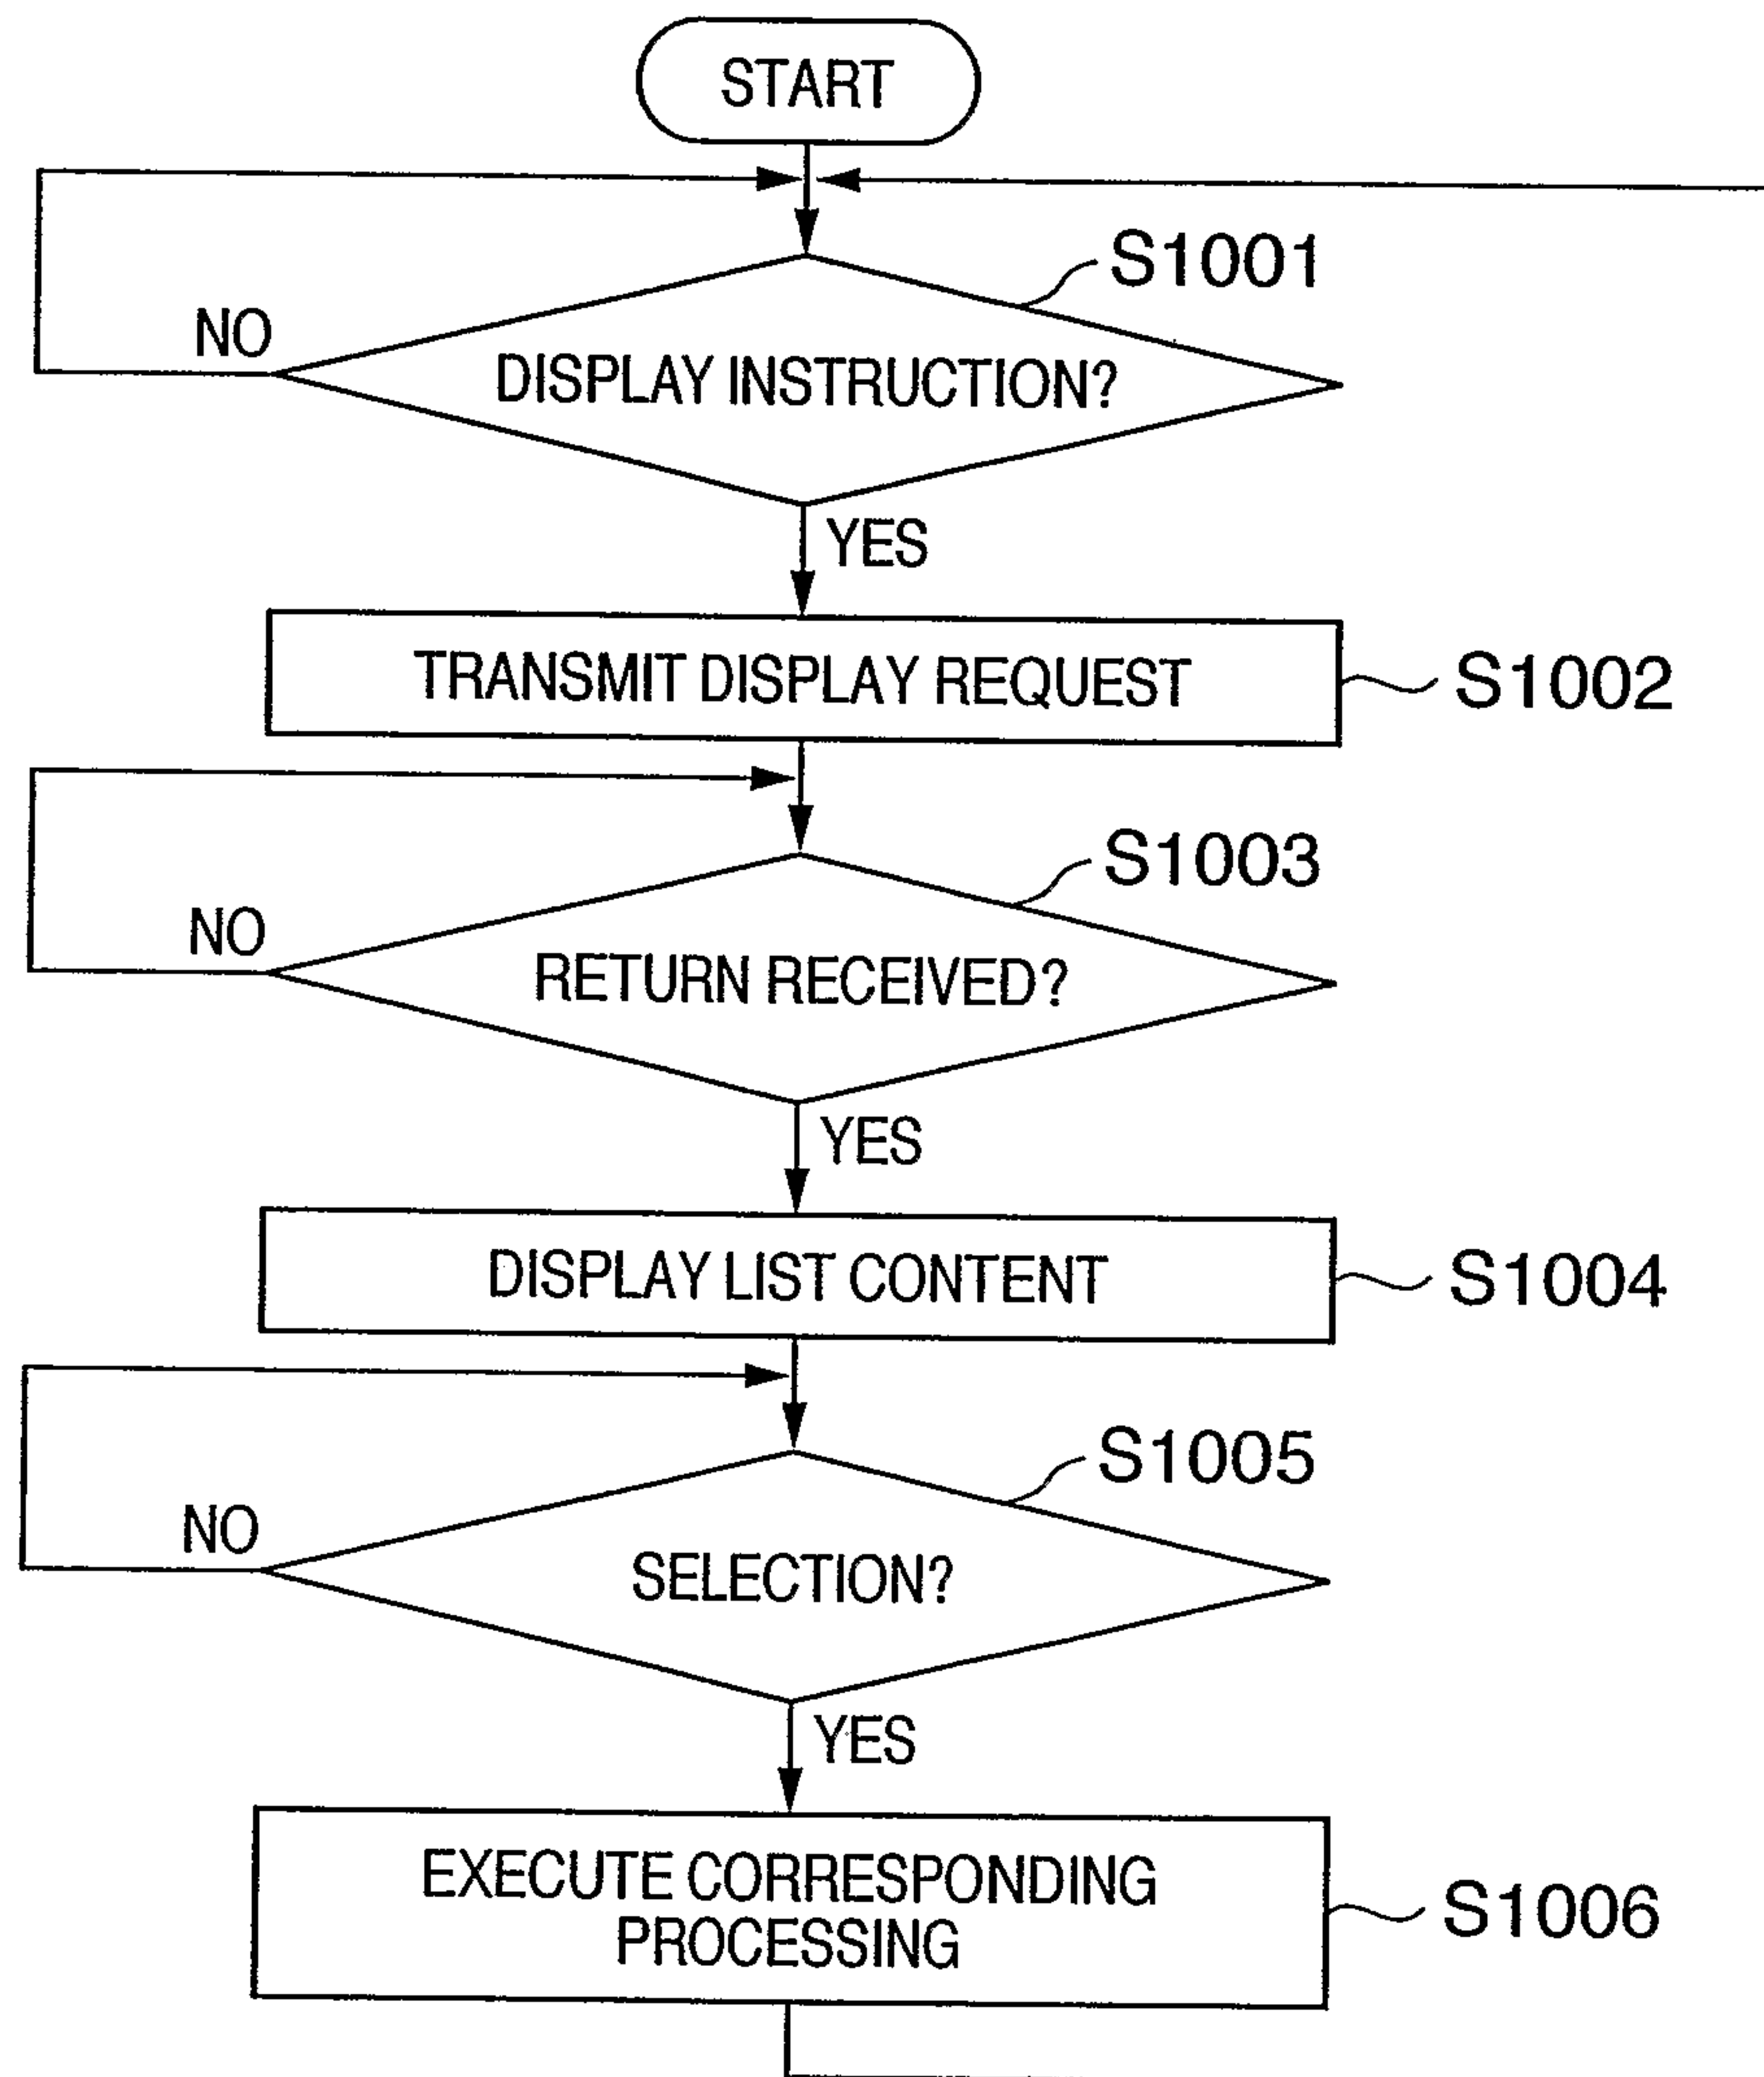 START
S1001
NO
DISPLAY INSTRUCTION?
YES
TRANSMIT DISPLAY REQUEST
S1002
S1003
NO
RETURN RECEIVED?
YES
DISPLAY LIST CONTENT
S1004
S1005
NO
SELECTION?
YES
EXECUTE CORRESPONDING
PROCESSING
S1006